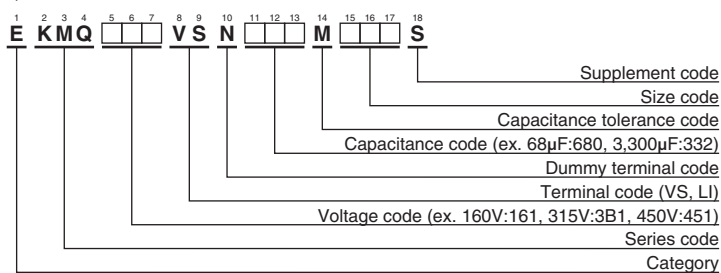 1 2 3 4 5 6 7 8 9 10 11 12 13 14 15 16 17 18
E KMQ □□□ VS N □□□ M □□□ S
Supplement code
Size code
Capacitance tolerance code
Capacitance code (ex. 68µF:680, 3,300µF:332)
Dummy terminal code
Terminal code (VS, LI)
Voltage code (ex. 160V:161, 315V:3B1, 450V:451)
Series code
Category